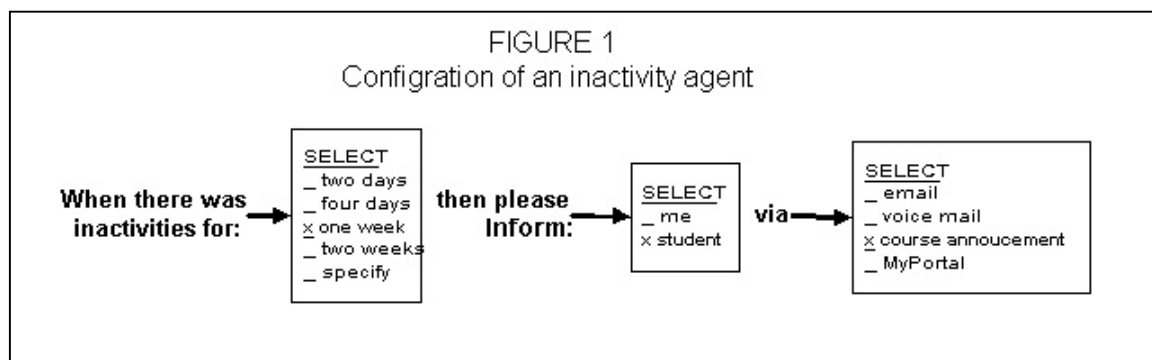 FIGURE 1
Configration of an inactivity agent
When there was
inactivities for:
SELECT
_ two days
_ four days
x one week
_ two weeks
_ specify
then please
Inform:
SELECT
_ me
x student
via
SELECT
_ email
_ voice mail
x course annoucement
_ MyPortal